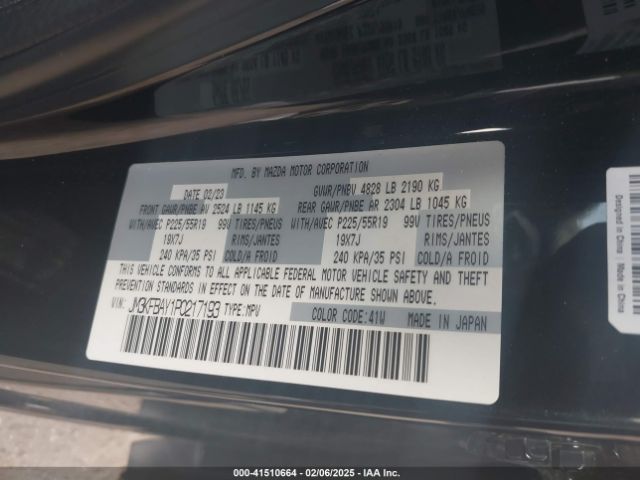 MFD. BY MAZDA MOTOR CORPORATION
DATE 02/23 GVWR/PNBV 4828 LB 2190 KG
FRONT GAWR/PNBE AV 2524 LB 1145 KG REAR GAWR/PNBE AR 2304 LB 1045 KG
WITH/AVEC P225/55R19 99V TIRES/PNEUS WITH/AVEC P225/55R19 99V TIRES/PNEUS
19X7J RIMS/JANTES 19X7J RIMS/JANTES
240 KPA/35 PSI COLD/A FROID 240 KPA/35 PSI COLD/A FROID
THIS VEHICLE CONFORMS TO ALL APPLICABLE FEDERAL MOTOR VEHICLE SAFETY AND THEFT
PREVENTION STANDARDS IN EFFECT ON THE DATE OF MANUFACTURE SHOWN ABOVE.
VIN: JM3KFBAY1P0217193 TYPE:MPV
COLOR CODE:41W MADE IN JAPAN
Designed in China
Made in China
000-41510664 / 02/06/2025 / IAAI.COM